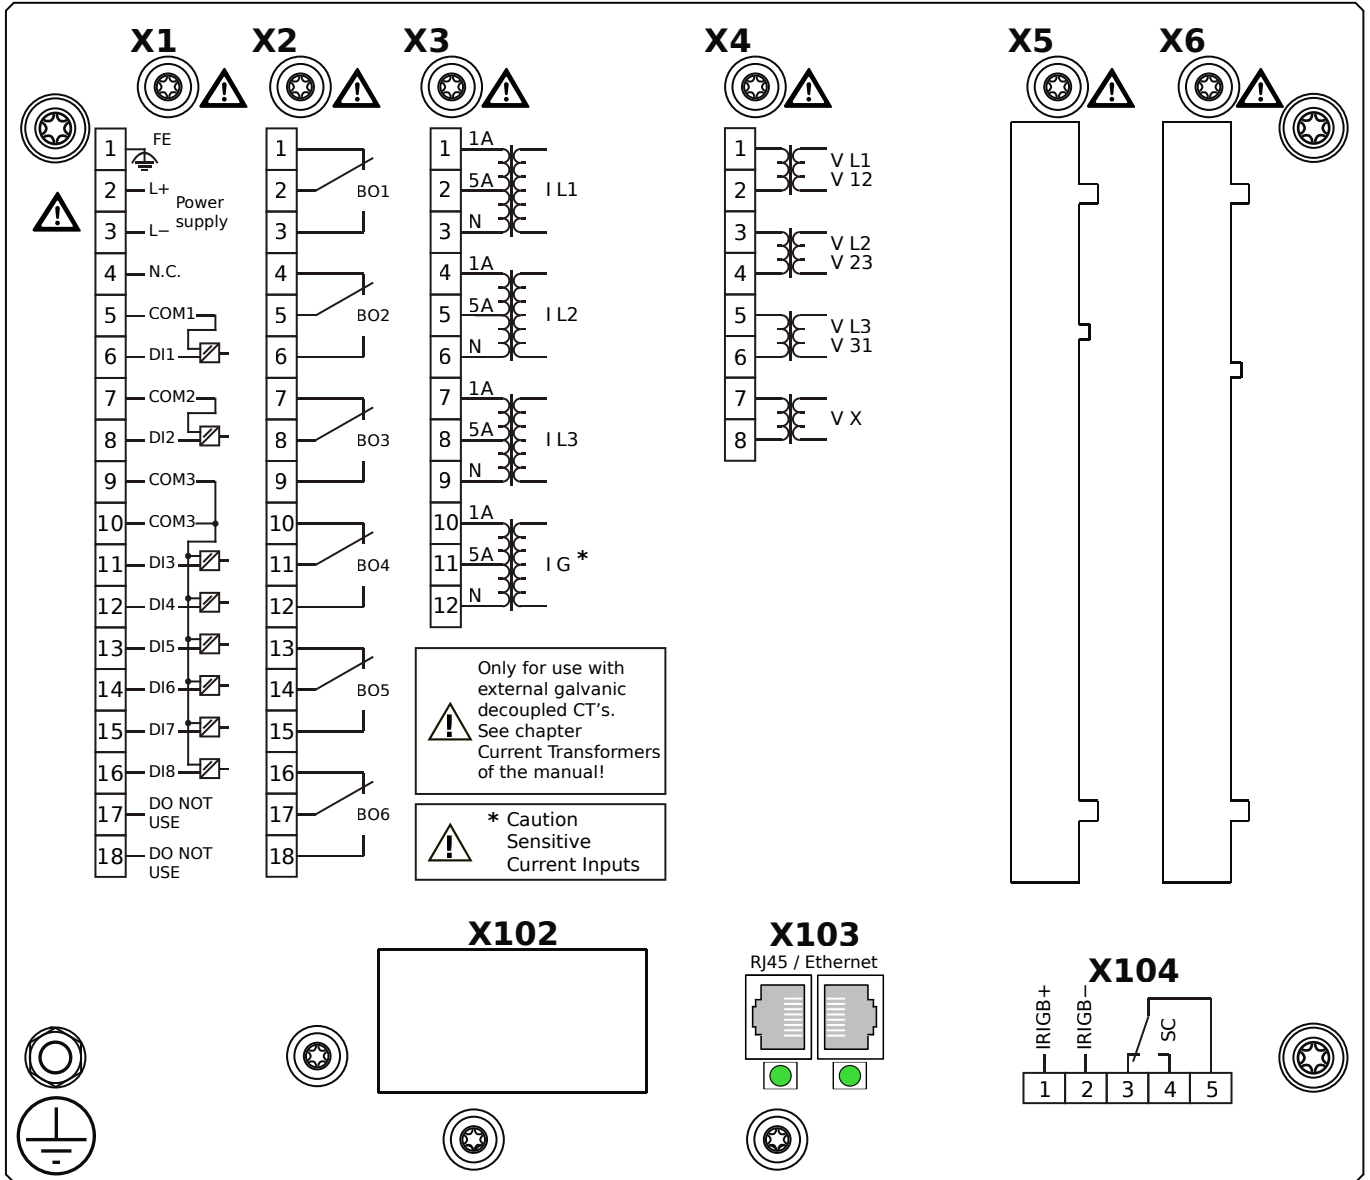 X1
X2
X3
X4
X5
X6
1 FE
2 L+
Power
supply
3 L−
4 N.C.
5 COM1
6 DI1
7 COM2
8 DI2
9 COM3
10 COM3
11 DI3
12 DI4
13 DI5
14 DI6
15 DI7
16 DI8
17 DO NOT
USE
18 DO NOT
USE
1
2 BO1
3
4
5 BO2
6
7
8 BO3
9
10
11 BO4
12
13
14 BO5
15
16
17 BO6
18
1 1A
2 5A I L1
3 N
4 1A
5 5A I L2
6 N
7 1A
8 5A I L3
9 N
10 1A
11 5A I G *
12 N
Only for use with
external galvanic
decoupled CT's.
See chapter
Current Transformers
of the manual!
* Caution
Sensitive
Current Inputs
1 V L1
2 V 12
3 V L2
4 V 23
5 V L3
6 V 31
7 V X
8
X102
X103
RJ45 / Ethernet
X104
IRIGB+
IRIGB−
SC
1 2 3 4 5